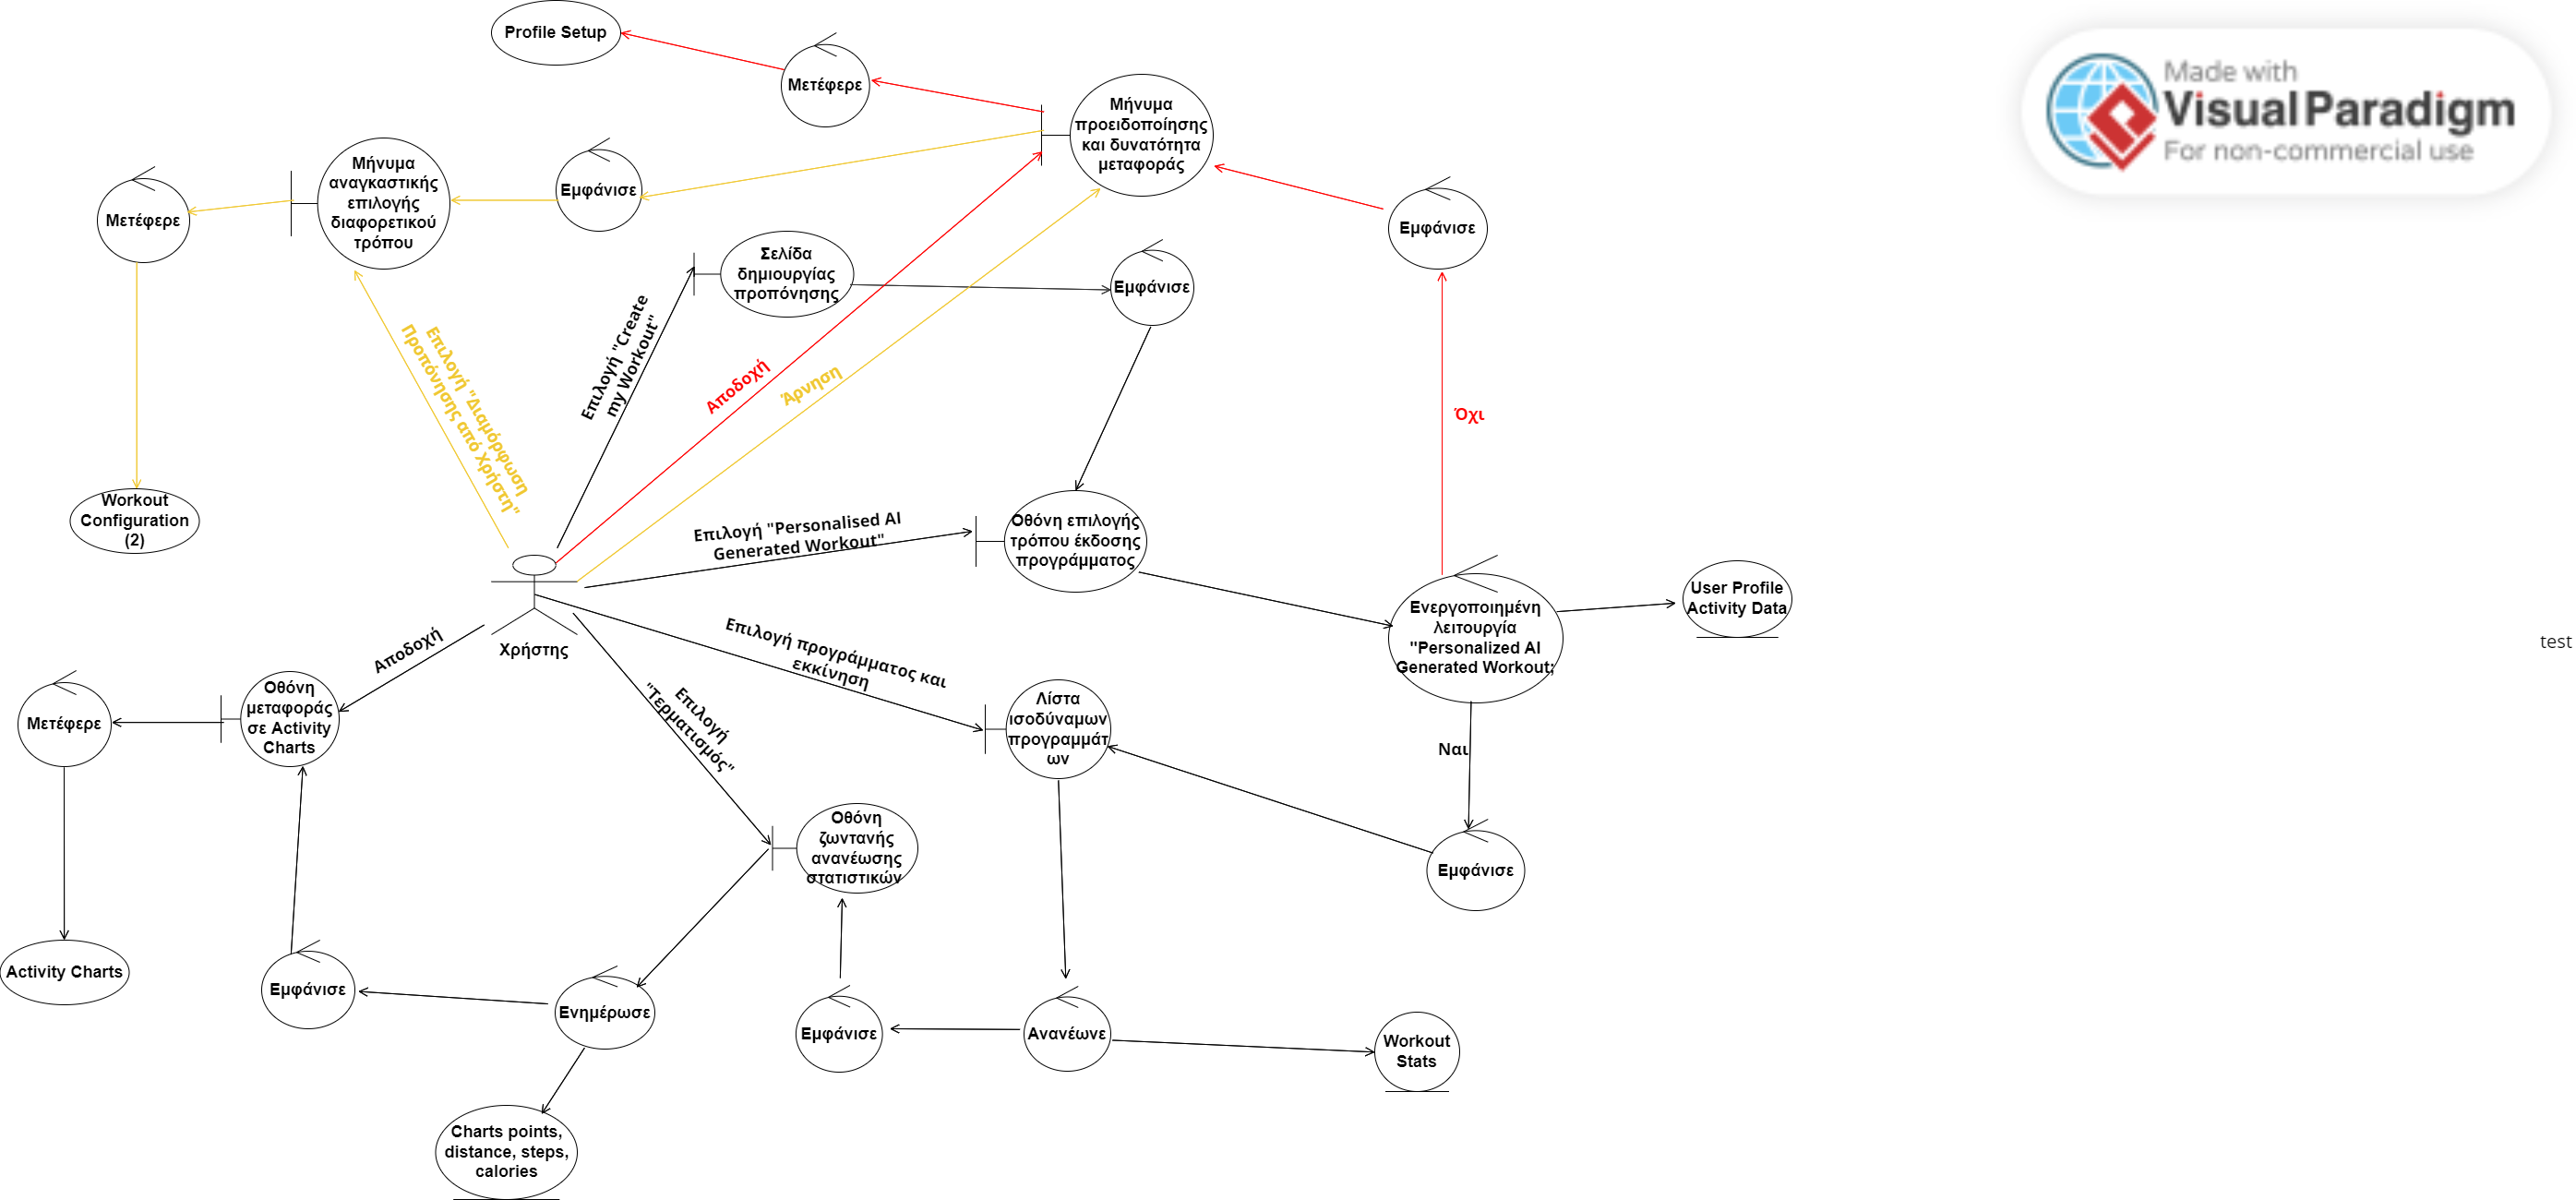 Profile Setup
Μετέφερε
Μήνυμα
προειδοποίησης
και δυνατότητα
μεταφοράς
Made with
Visual Paradigm
For non-commercial use
Μήνυμα
αναγκαστικής
επιλογής
διαφορετικού
τρόπου
Εμφάνισε
Μετέφερε
Εμφάνισε
Σελίδα
δημιουργίας
προπόνησης
Εμφάνισε
Επιλογή "Διαμόρφωση
Προπόνησης από Χρήστη"
Επιλογή "Create
my Workout"
Αποδοχή
Άρνηση
Όχι
Workout
Configuration
(2)
Επιλογή "Personalised AI
Generated Workout"
Οθόνη επιλογής
τρόπου έκδοσης
προγράμματος
Ενεργοποιημένη
λειτουργία
"Personalized AI
Generated Workout;
User Profile
Activity Data
test
Χρήστης
Αποδοχή
Επιλογή προγράμματος και
εκκίνηση
Επιλογή
"Τερματισμός"
Μετέφερε
Οθόνη
μεταφοράς
σε Activity
Charts
Λίστα
ισοδύναμων
προγραμμάτ
ων
Ναι
Οθόνη
ζωντανής
ανανέωσης
στατιστικών
Εμφάνισε
Activity Charts
Εμφάνισε
Ενημέρωσε
Εμφάνισε
Ανανέωνε
Workout
Stats
Charts points,
distance, steps,
calories